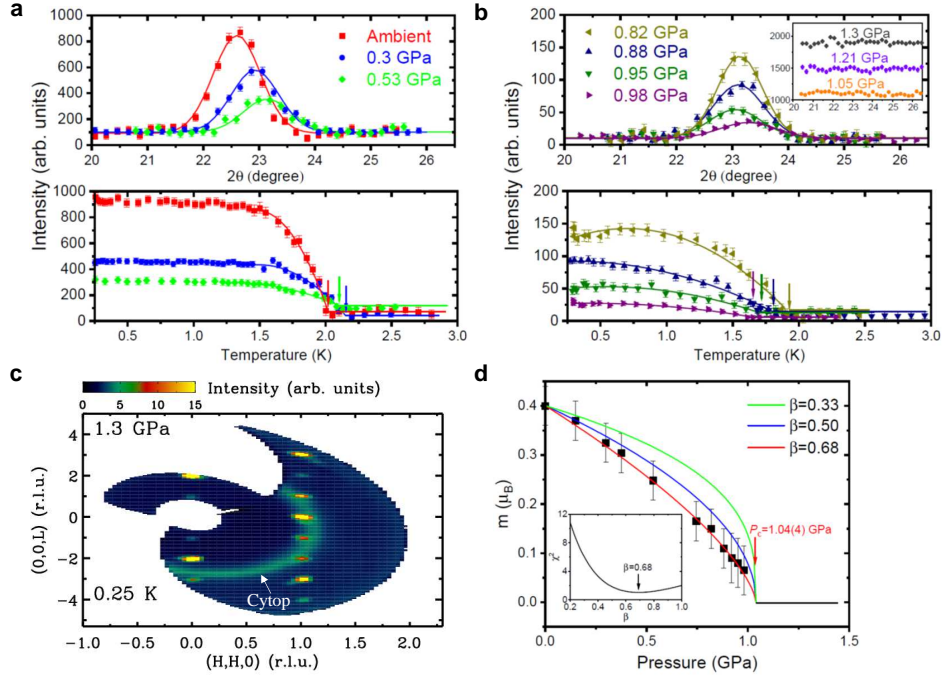 a
Intensity (arb. units)
1000
800
600
400
200
0
Ambient
0.3 GPa
0.53 GPa
20 21 22 23 24 25 26
2θ (degree)
1000
800
600
400
200
0
0.5 1.0 1.5 2.0 2.5 3.0
Temperature (K)
b
Intensity (arb. units)
200
150
100
50
0
0.82 GPa
0.88 GPa
0.95 GPa
0.98 GPa
1.3 GPa
1.21 GPa
1.05 GPa
2000
1000
20 21 22 23 24 25 26
20 21 22 23 24 25 26
2θ (degree)
200
150
100
50
0
0.5 1.0 1.5 2.0 2.5 3.0
Temperature (K)
c
Intensity (arb. units)
0 5 10 15
1.3 GPa
(0,0,L) (r.l.u.)
4
2
0
-2
-4
0.25 K
Cytop
-1.0 -0.5 0.0 0.5 1.0 1.5 2.0
(H,H,0) (r.l.u.)
d
m (μB)
0.4
0.3
0.2
0.1
0.0
β=0.33
β=0.50
β=0.68
Pc=1.04(4) GPa
χ²
12
8
4
0
β=0.68
0.2 0.4 0.6 0.8 1.0
β
0.0 0.5 1.0 1.5
Pressure (GPa)